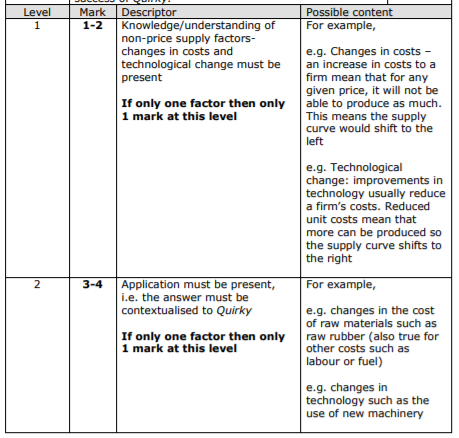 success of Quirky.
Level Mark Descriptor Possible content
1 1-2 Knowledge/understanding of For example,
non-price supply factors-
changes in costs and e.g. Changes in costs –
technological change must be an increase in costs to a
present firm mean that for any
given price, it will not be
If only one factor then only able to produce as much.
1 mark at this level This means the supply
curve would shift to the
left
e.g. Technological
change: improvements in
technology usually reduce
a firm's costs. Reduced
unit costs mean that
more can be produced so
the supply curve shifts to
the right
2 3-4 Application must be present, For example,
i.e. the answer must be
contextualised to Quirky e.g. changes in the cost
of raw materials such as
If only one factor then only raw rubber (also true for
1 mark at this level other costs such as
labour or fuel)
e.g. changes in
technology such as the
use of new machinery